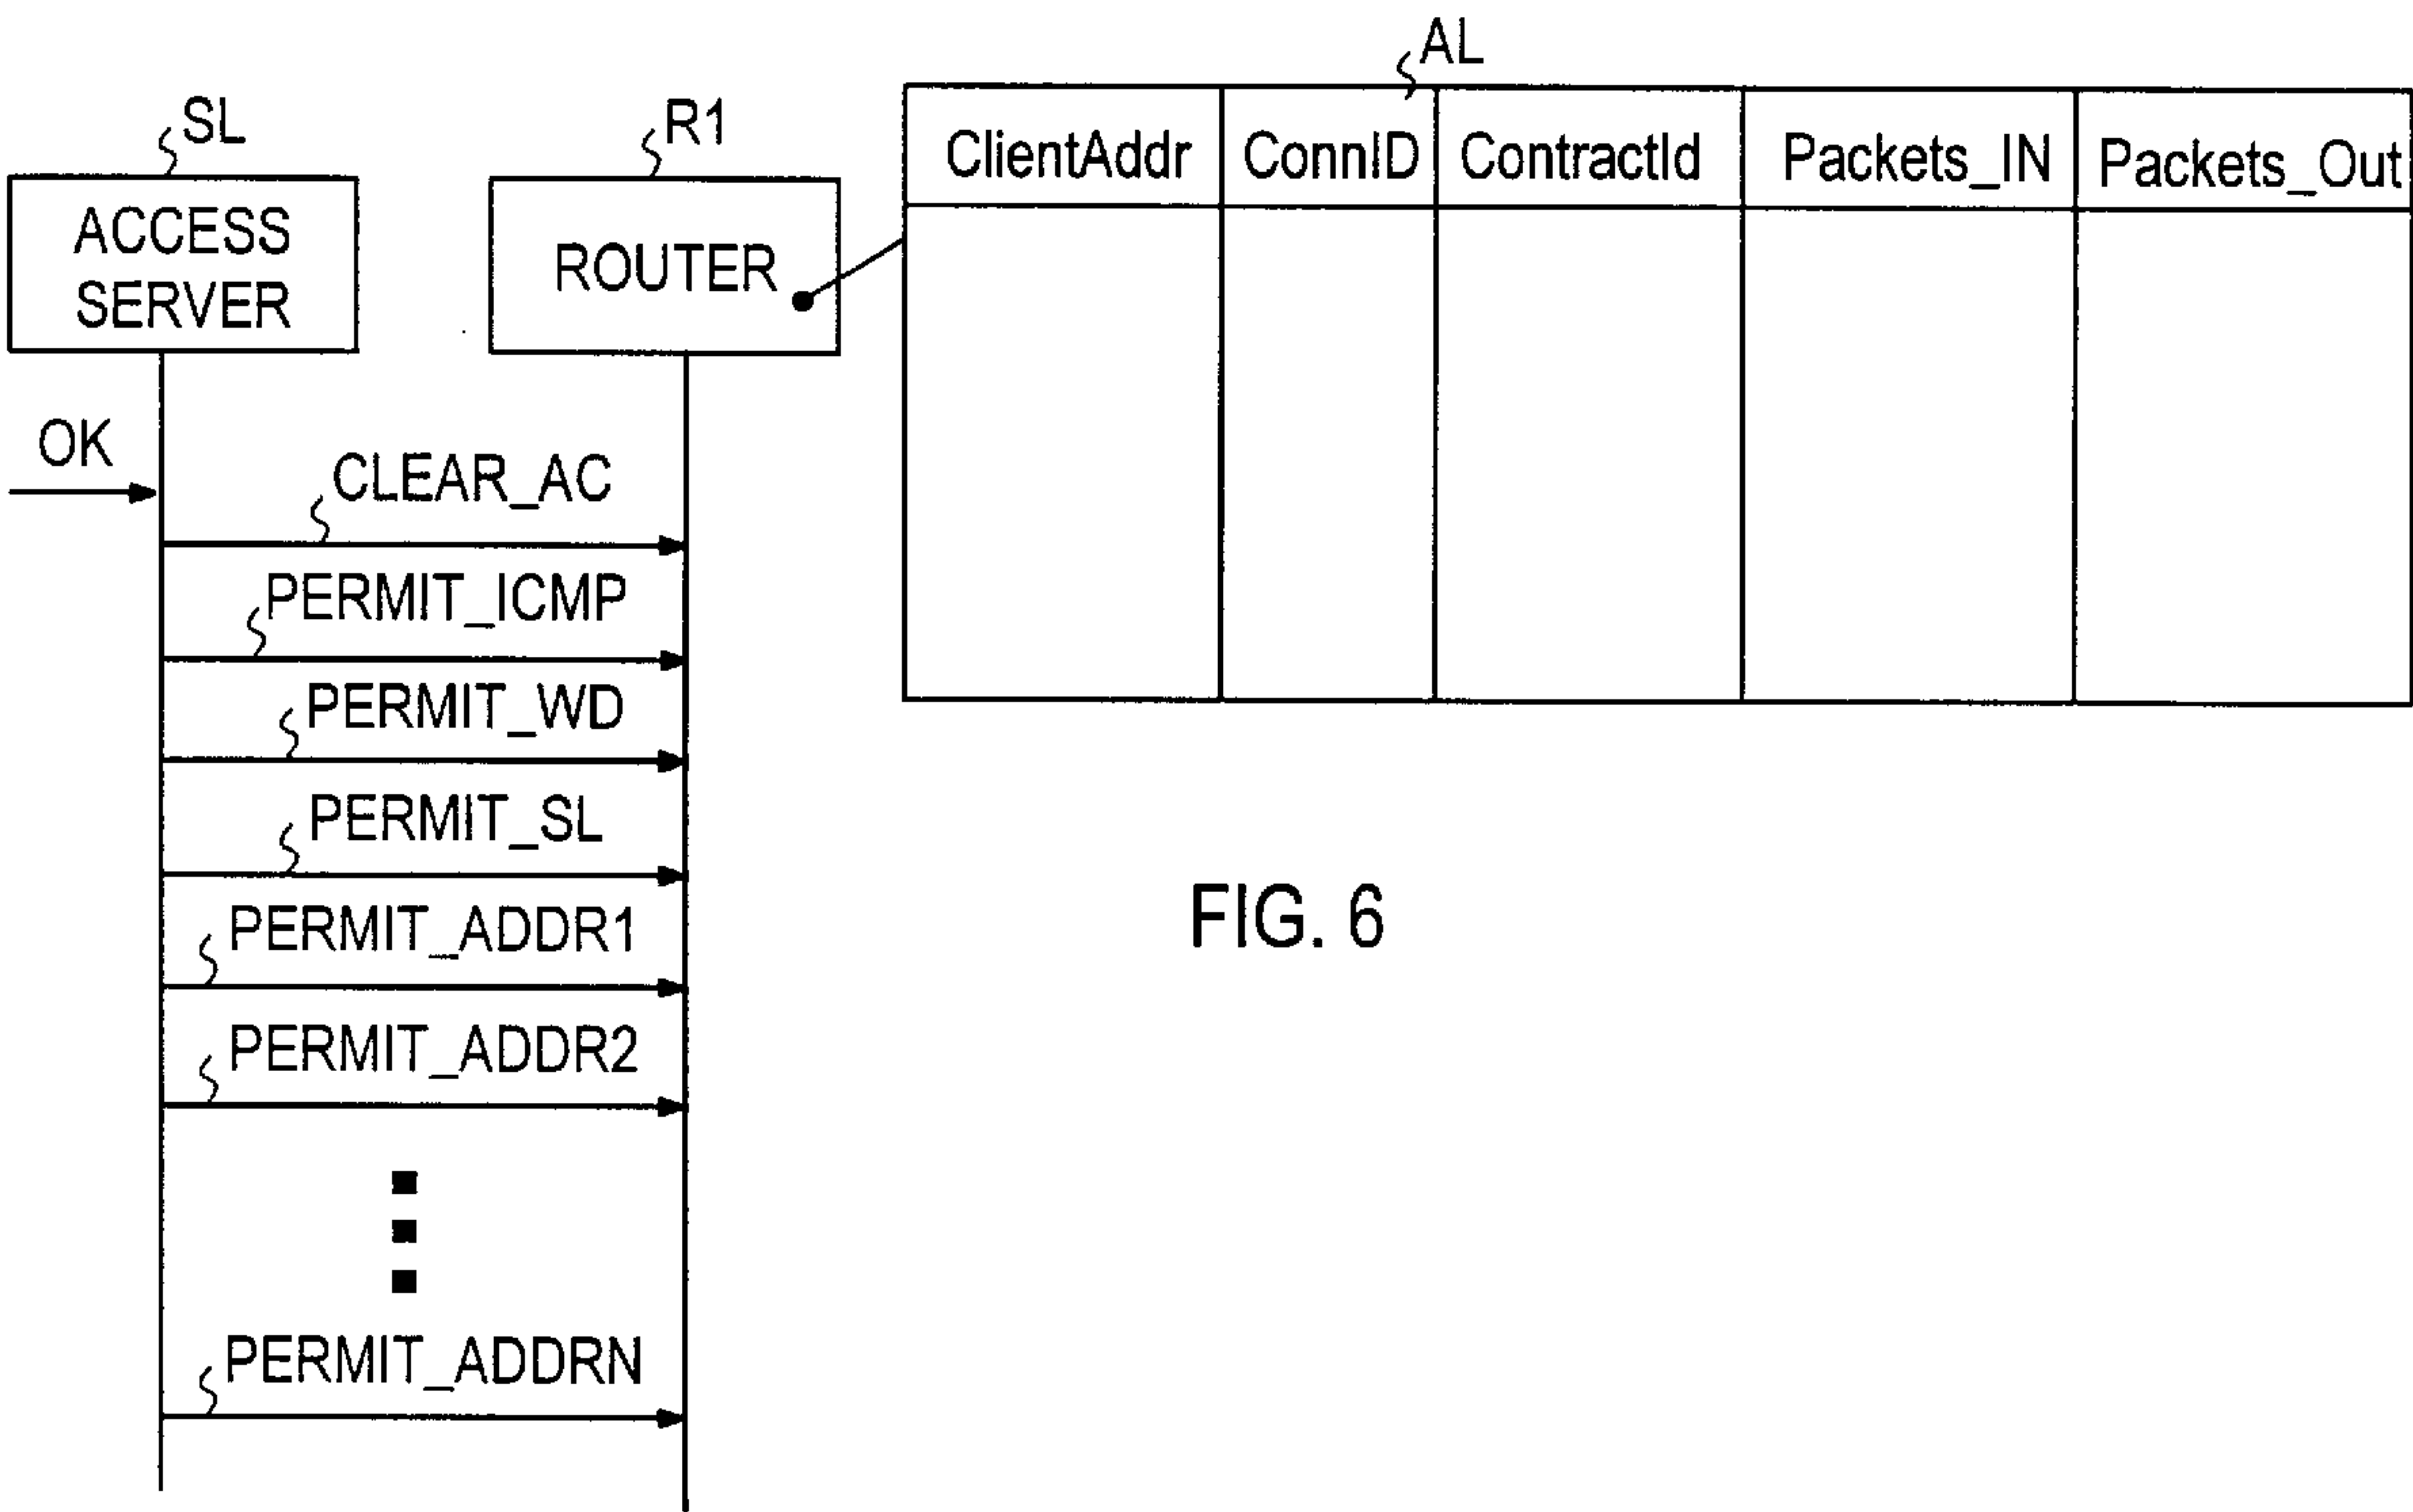 AL
SL
R1
ClientAddr ConnID ContractId Packets_IN Packets_Out
ACCESS
SERVER
ROUTER
OK
CLEAR_AC
PERMIT_ICMP
PERMIT_WD
PERMIT_SL
PERMIT_ADDR1
PERMIT_ADDR2
PERMIT_ADDRN
FIG. 6